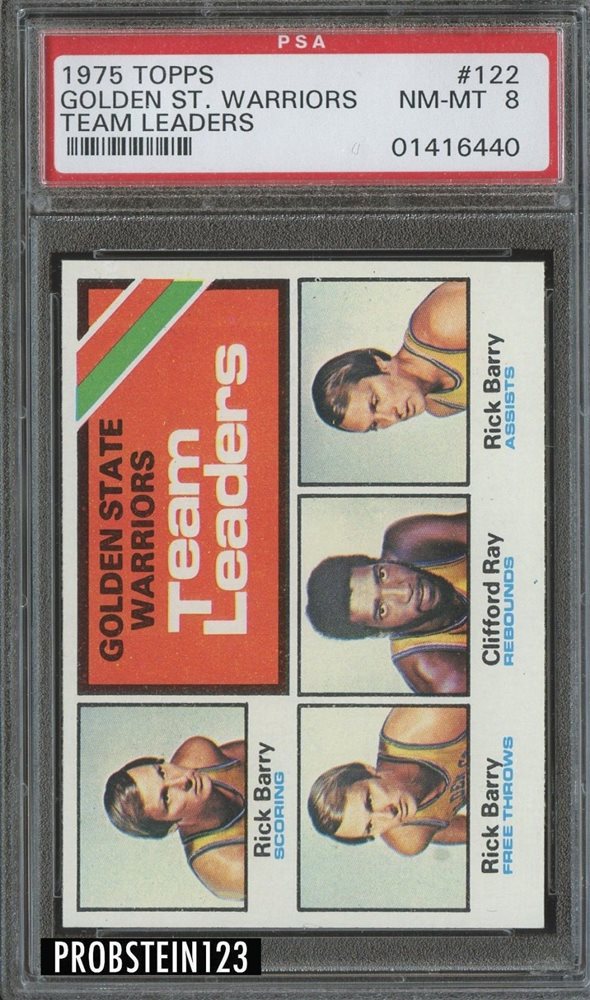 PSA
1975 TOPPS #122
GOLDEN ST. WARRIORS NM-MT 8
TEAM LEADERS
01416440
GOLDEN STATE
WARRIORS
Team
Leaders
Rick Barry
SCORING
Rick Barry
FREE THROWS
Clifford Ray
REBOUNDS
Rick Barry
ASSISTS
PROBSTEIN123